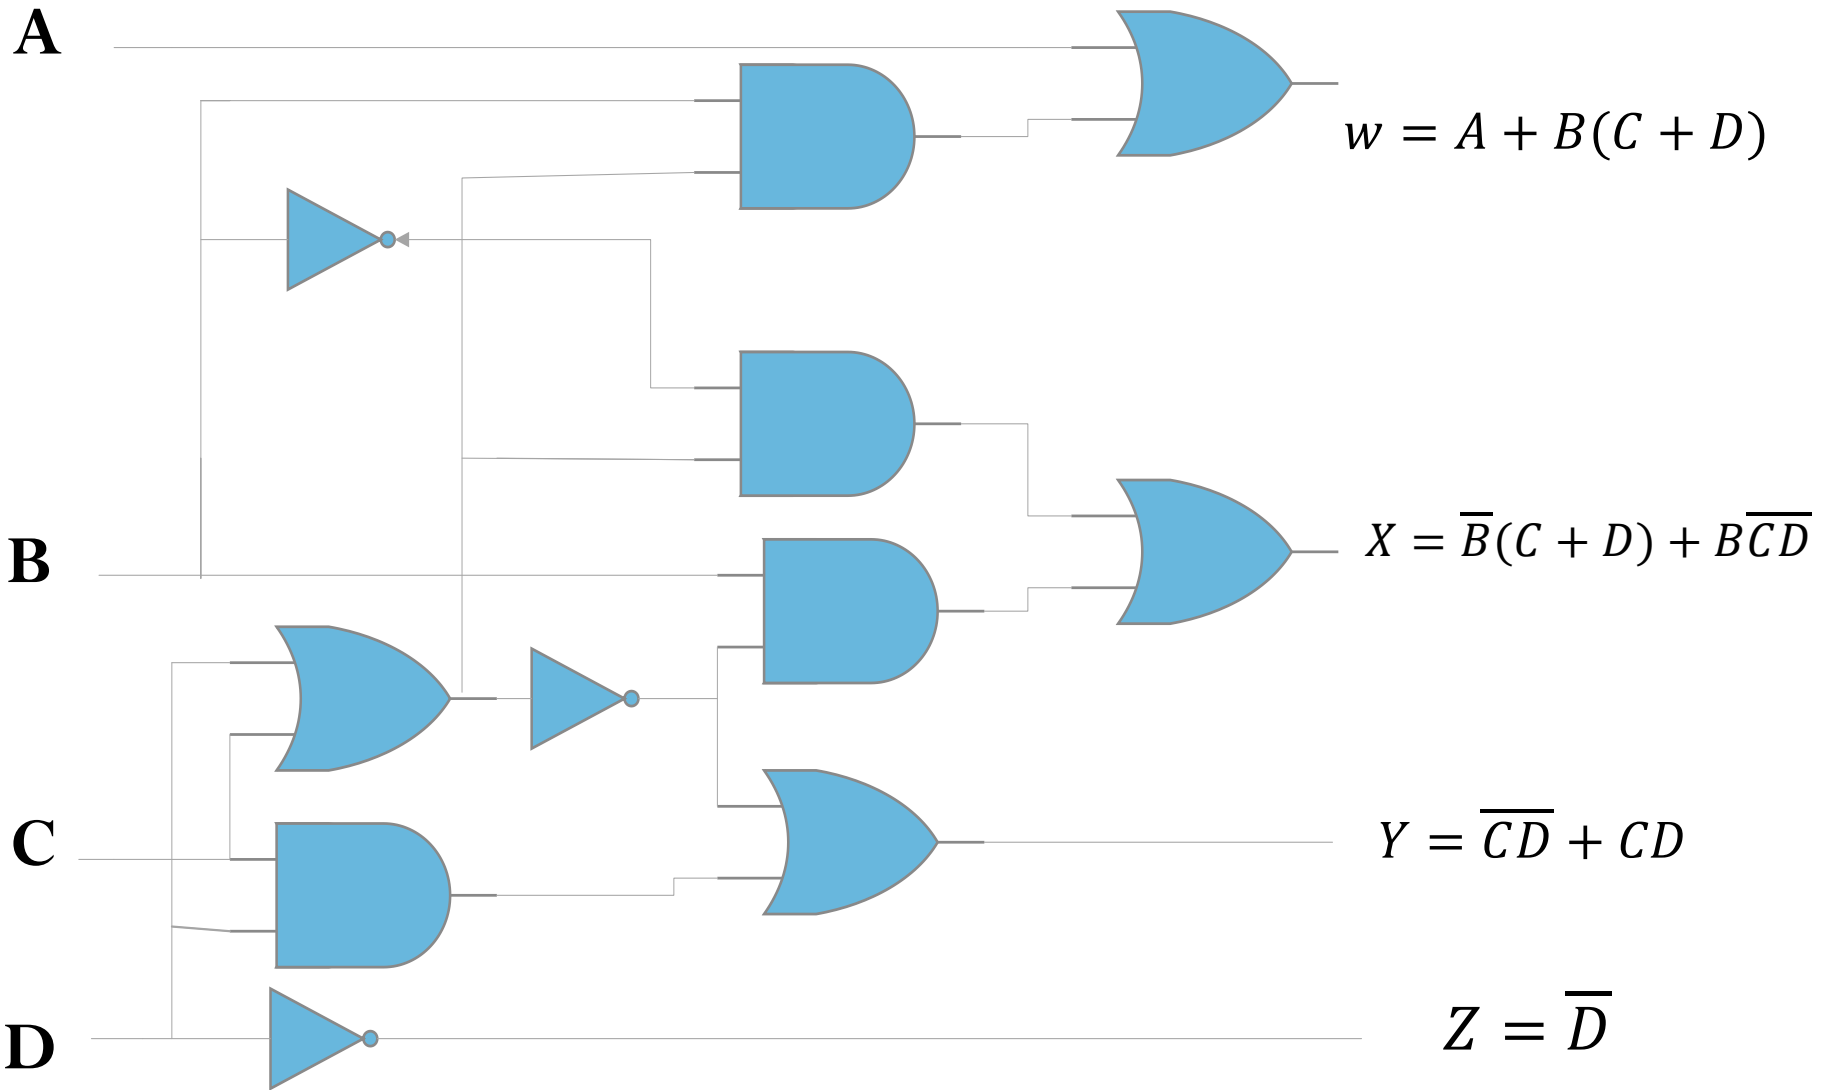 A
w = A + B(C + D)
X = B̅(C + D) + BC̅D̅
B
C
Y = C̅D̅ + CD
D
Z = D̅